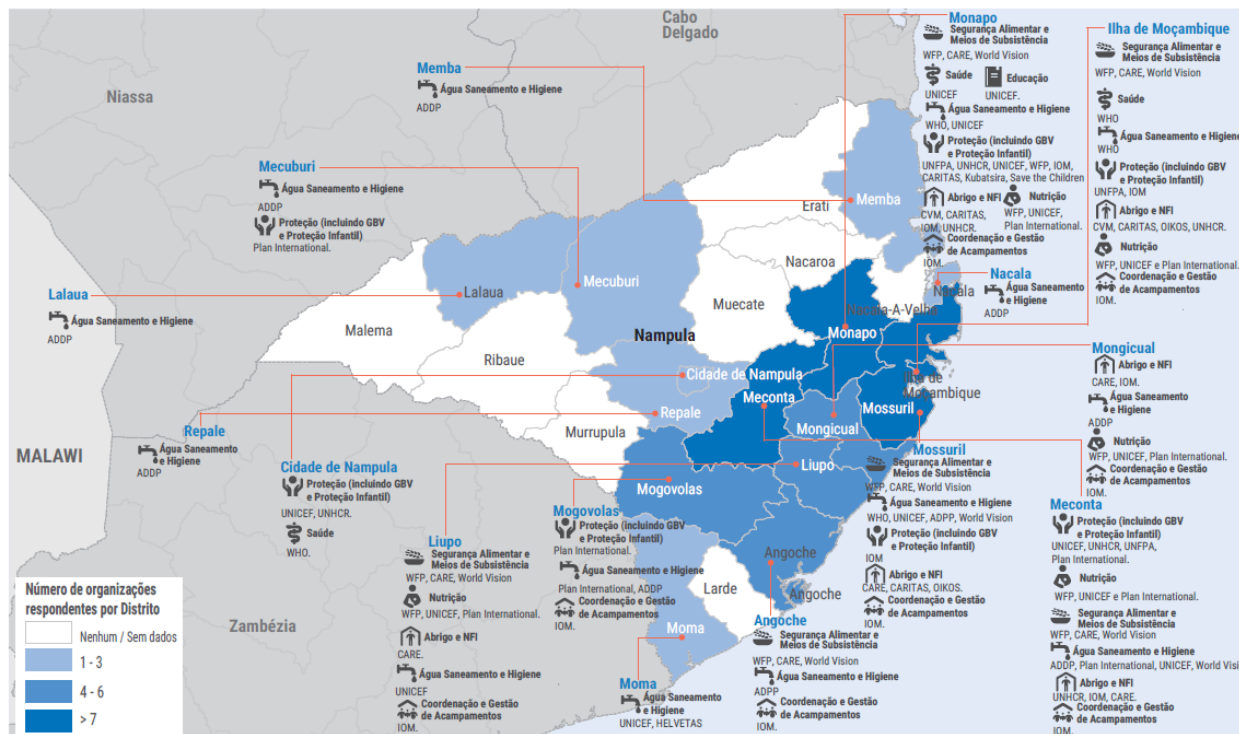 Cabo
Delgado
Niassa
Zambézia
MALAWI
Nampula
Memba
Água Saneamento e Higiene
ADDP
Mecuburi
Água Saneamento e Higiene
ADDP
Proteção (incluindo GBV
e Proteção Infantil)
Plan International.
Lalaua
Água Saneamento e Higiene
ADDP
Repale
Água Saneamento
e Higiene
ADDP
Cidade de Nampula
Proteção (incluindo GBV
e Proteção Infantil)
UNICEF, UNHCR.
Saúde
WHO.
Liupo
Segurança Alimentar e
Meios de Subsistência
WFP, CARE, World Vision
Nutrição
WFP, UNICEF, Plan International.
Abrigo e NFI
CARE.
Água Saneamento e Higiene
UNICEF
Coordenação e Gestão
de Acampamentos
IOM.
Mogovolas
Proteção (incluindo GBV
e Proteção Infantil)
Plan International.
Água Saneamento e Higiene
Plan International, ADDP
Coordenação e Gestão
de Acampamentos
IOM.
Moma
Água Saneamento
e Higiene
UNICEF, HELVETAS
Angoche
Segurança Alimentar e
Meios de Subsistência
WFP, CARE, World Vision
Água Saneamento e Higiene
ADPP
Coordenação e Gestão
de Acampamentos
IOM.
Mossuril
Segurança Alimentar e
Meios de Subsistência
WFP, CARE, World Vision
Água Saneamento e Higiene
WHO, UNICEF, ADPP, World Vision
Proteção (incluindo GBV
e Proteção Infantil)
IOM
Abrigo e NFI
CARE, CARITAS, OIKOS.
Coordenação e Gestão
de Acampamentos
IOM.
Monapo
Segurança Alimentar e
Meios de Subsistência
WFP, CARE, World Vision
Saúde
UNICEF
Educação
UNICEF.
Água Saneamento e Higiene
WHO, UNICEF
Proteção (incluindo GBV
e Proteção Infantil)
UNFPA, UNHCR, UNICEF, WFP, IOM,
CARITAS, Kubatsira, Save the Children
Abrigo e NFI
CVM, CARITAS,
IOM, UNHCR.
Nutrição
WFP, UNICEF,
Plan International.
Coordenação e Gestão
de Acampamentos
IOM.
Nacala
Água Saneamento
e Higiene
ADDP
Ilha de Moçambique
Segurança Alimentar e
Meios de Subsistência
WFP, CARE, World Vision
Saúde
WHO
Água Saneamento e Higiene
WHO
Proteção (incluindo GBV
e Proteção Infantil)
UNFPA, IOM
Abrigo e NFI
CVM, CARITAS, OIKOS, UNHCR.
Nutrição
WFP, UNICEF e Plan International.
Coordenação e Gestão
de Acampamentos
IOM.
Mongicual
Abrigo e NFI
CARE, IOM.
Água Saneamento
e Higiene
ADDP
Nutrição
WFP, UNICEF, Plan International.
Coordenação e Gestão
de Acampamentos
IOM.
Meconta
Proteção (incluindo GBV
e Proteção Infantil)
UNICEF, UNHCR, UNFPA,
Plan International.
Nutrição
WFP, UNICEF e Plan International.
Segurança Alimentar e
Meios de Subsistência
WFP, CARE, World Vision
Água Saneamento e Higiene
ADDP, Plan International, UNICEF, World Visi
Abrigo e NFI
UNHCR, IOM, CARE.
Coordenação e Gestão
de Acampamentos
IOM.
Erati
Memba
Nacaroa
Nacala
Nacala-A-Velha
Muecate
Mecuburi
Lalaua
Malema
Ribaue
Monapo
Cidade de Nampula
Meconta
Ilha de
Moçambique
Mossuril
Repale
Mongicual
Murrupula
Liupo
Mogovolas
Angoche
Angoche
Larde
Moma
Número de organizações
respondentes por Distrito
Nenhum / Sem dados
1 - 3
4 - 6
> 7